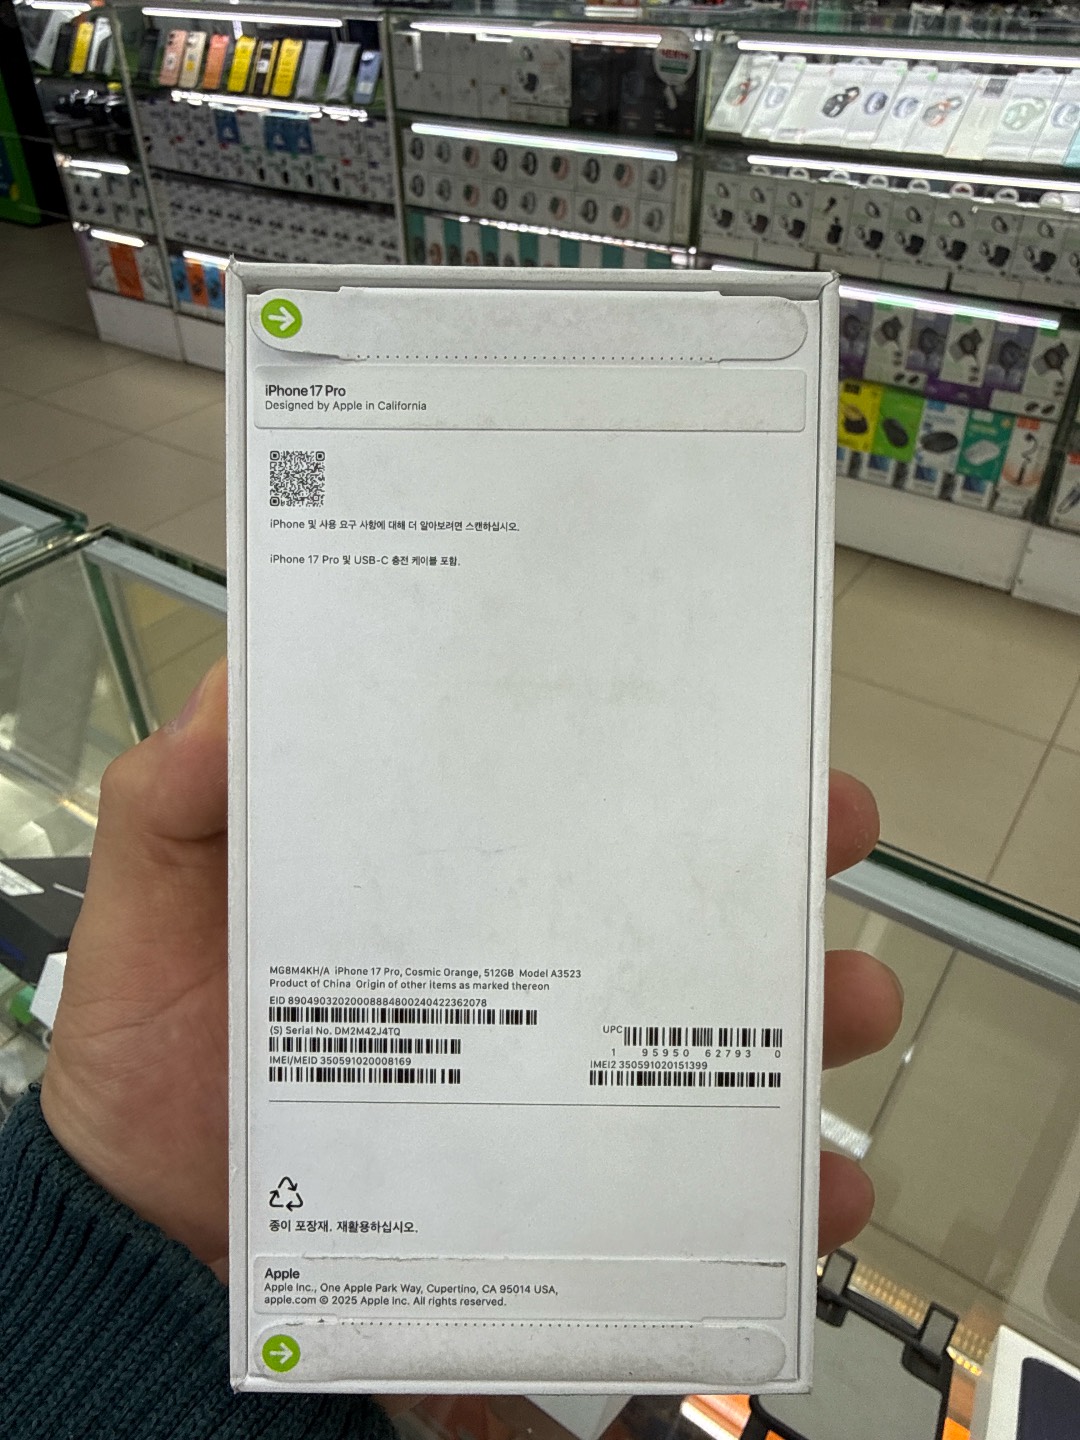 iPhone 17 Pro
Designed by Apple in California
iPhone 및 사용 요구 사항에 대해 더 알아보려면 스캔하십시오.
iPhone 17 Pro 및 USB-C 충전 케이블 포함.
MG8M4KH/A iPhone 17 Pro, Cosmic Orange, 512GB Model A3523
Product of China Origin of other items as marked thereon
EID 89049032020008884800240422362078
(S) Serial No. DM2M42J4TQ
UPC
1 95950 62793 0
IMEI/MEID 350591020008169
IMEI2 350591020151399
종이 포장재. 재활용하십시오.
Apple
Apple Inc., One Apple Park Way, Cupertino, CA 95014 USA,
apple.com © 2025 Apple Inc. All rights reserved.